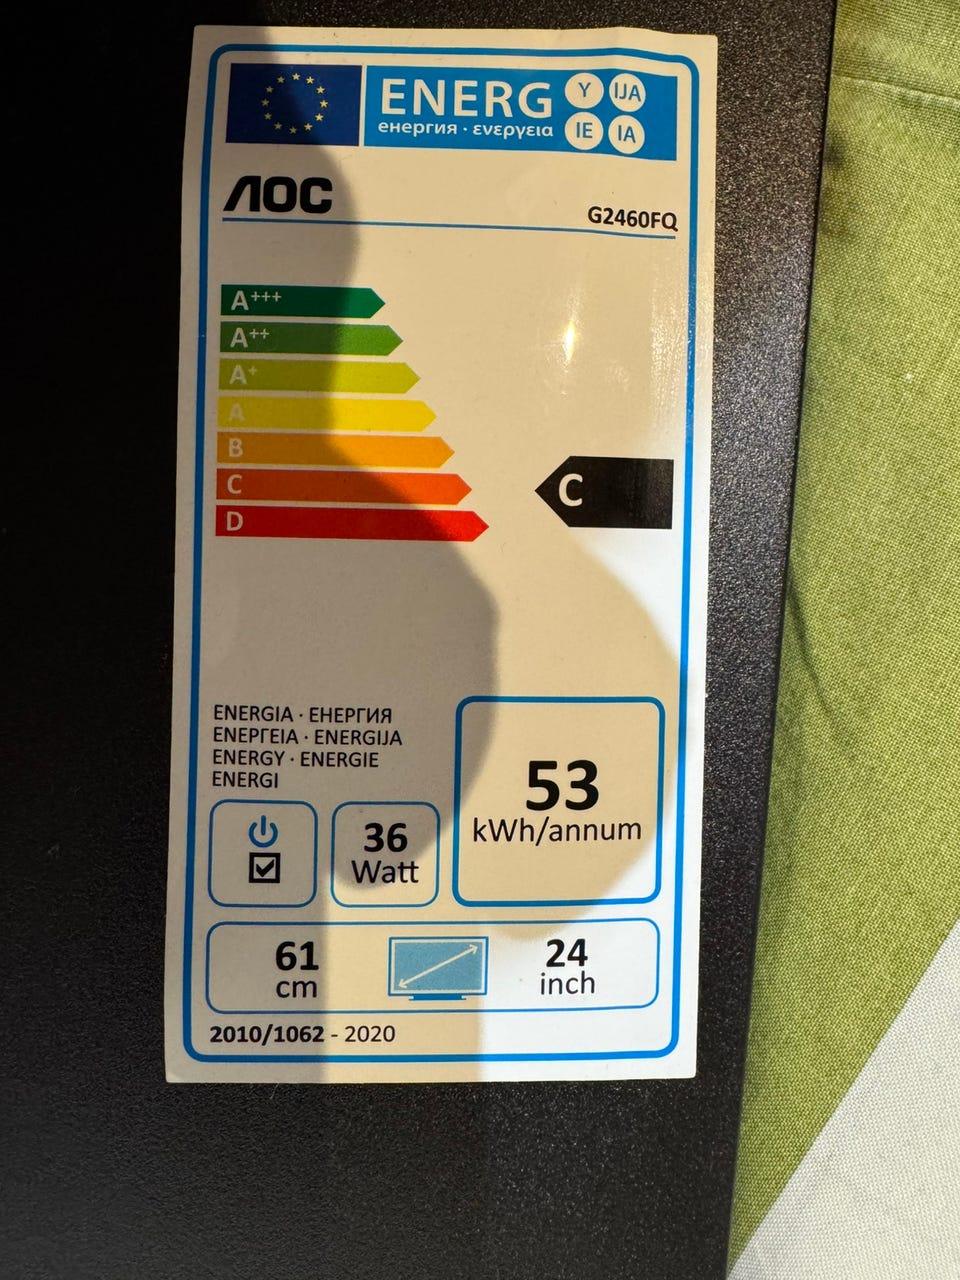 ENERG Y IJA
енергия · ενεργεια IE IA
AOC
G2460FQ
A+++
A++
A+
A
B
C
D
C
ENERGIA · ЕНЕРГИЯ
ΕΝΕΡΓΕΙΑ · ENERGIJA
ENERGY · ENERGIE
ENERGI
36
Watt
53
kWh/annum
61
cm
24
inch
2010/1062 - 2020